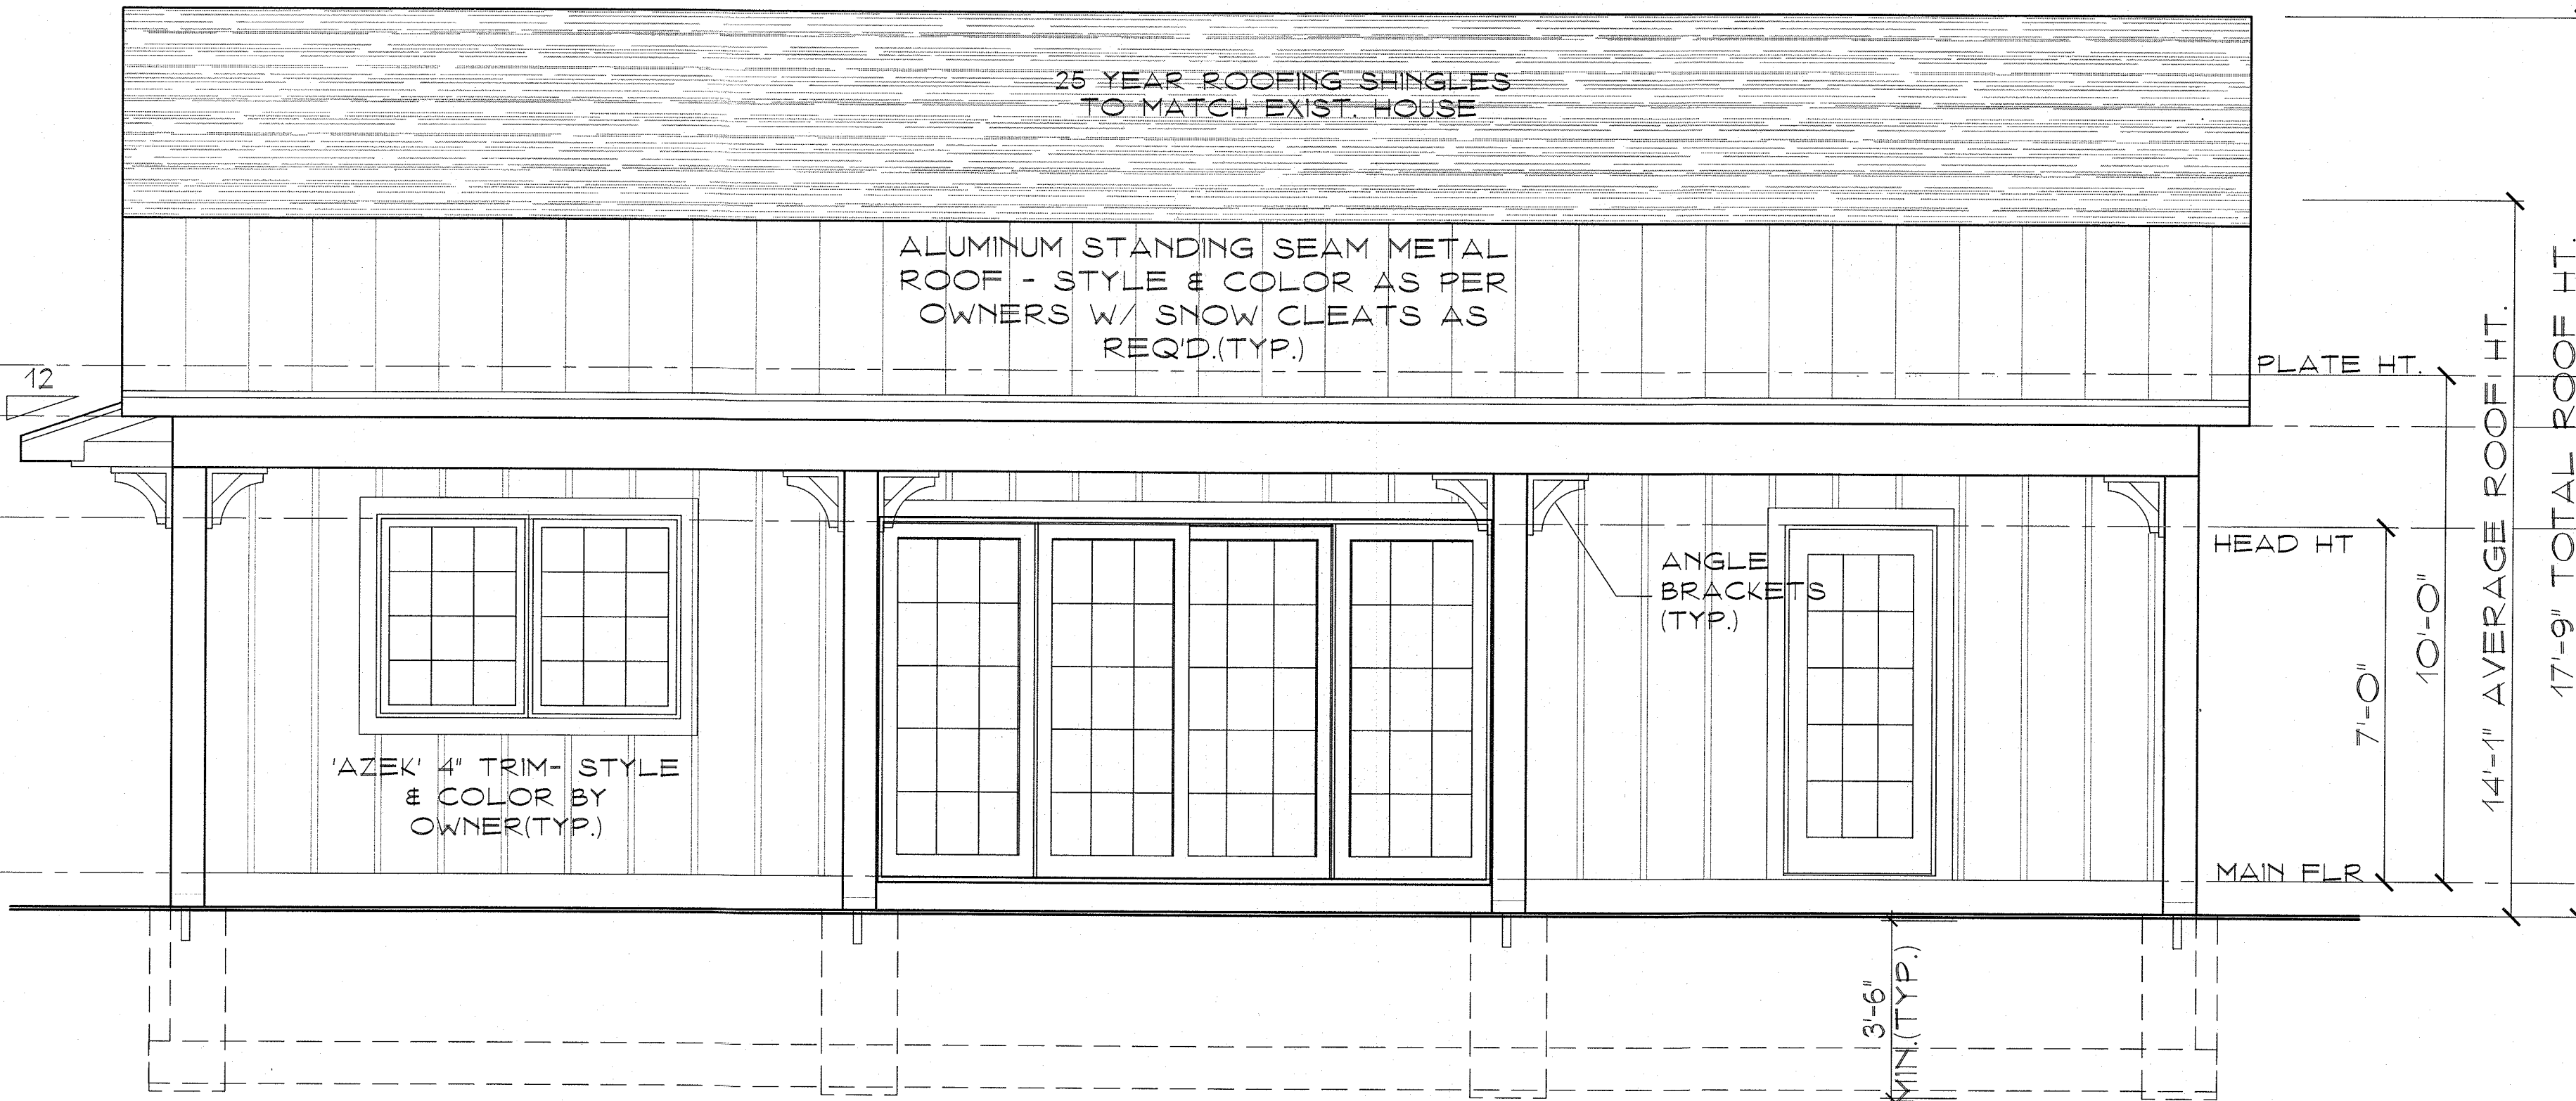 25 YEAR ROOFING SHINGLES
TO MATCH EXIST. HOUSE
ALUMINUM STANDING SEAM METAL
ROOF - STYLE & COLOR AS PER
OWNERS W/ SNOW CLEATS AS
REQ'D.(TYP.)
12
PLATE HT.
HEAD HT
ANGLE
BRACKETS
(TYP.)
'AZEK' 4" TRIM- STYLE
& COLOR BY
OWNER(TYP.)
MAIN FLR
7'-0"
10'-0"
14'-1" AVERAGE ROOF HT.
17'-9" TOTAL ROOF HT.
3'-6"
MIN.(TYP.)